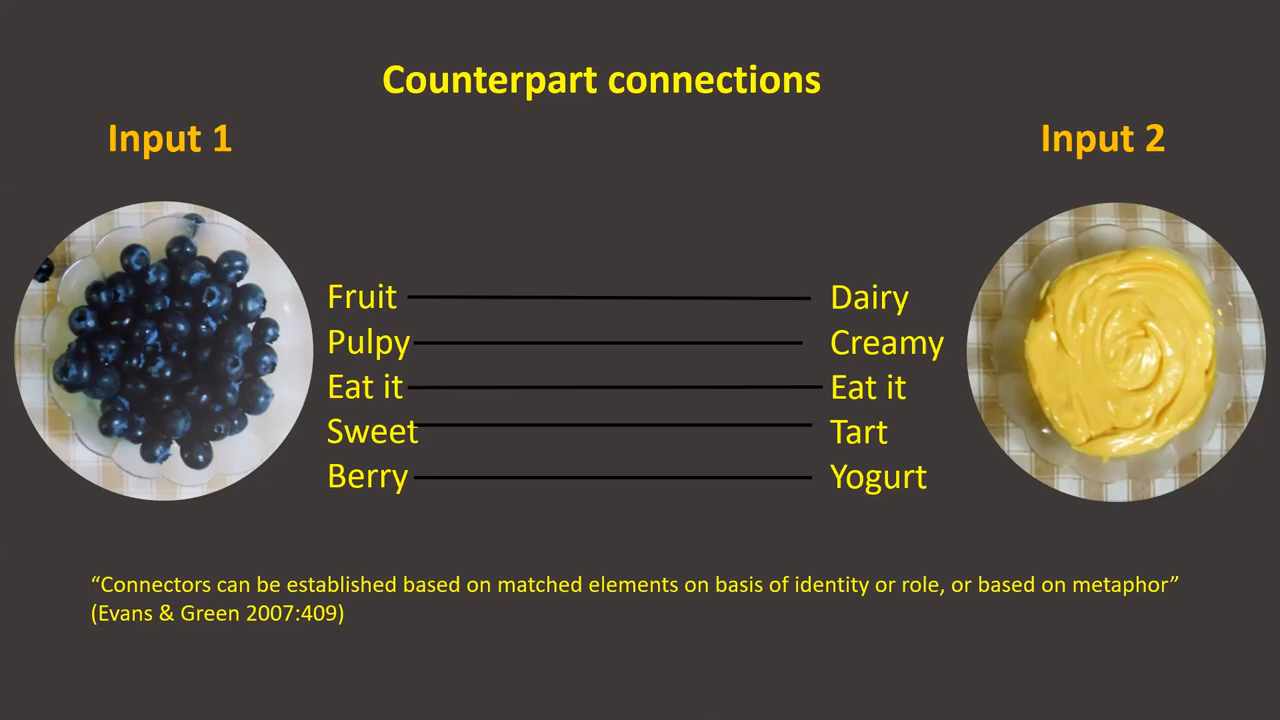 Counterpart connections
Input 1
Input 2
Fruit Dairy
Pulpy Creamy
Eat it Eat it
Sweet Tart
Berry Yogurt
“Connectors can be established based on matched elements on basis of identity or role, or based on metaphor”
(Evans & Green 2007:409)